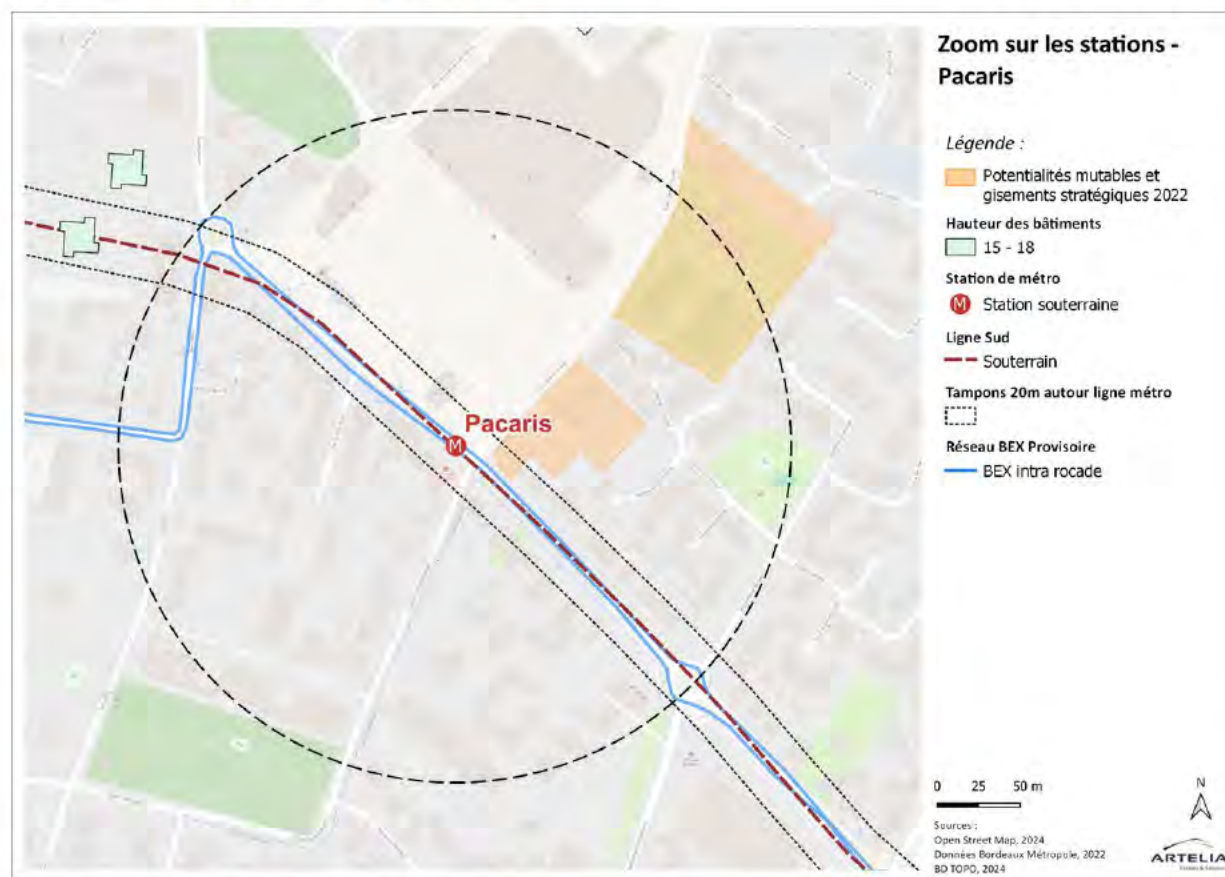 Zoom sur les stations -
Pacaris
Légende :
Potentialités mutables et
gisements stratégiques 2022
Hauteur des bâtiments
15 - 18
Station de métro
M Station souterraine
Ligne Sud
Souterrain
Tampons 20m autour ligne métro
Réseau BEX Provisoire
BEX intra rocade
Pacaris
M
0 25 50 m
N
Sources :
Open Street Map, 2024
Données Bordeaux Métropole, 2022
BD TOPO, 2024
ARTELIA